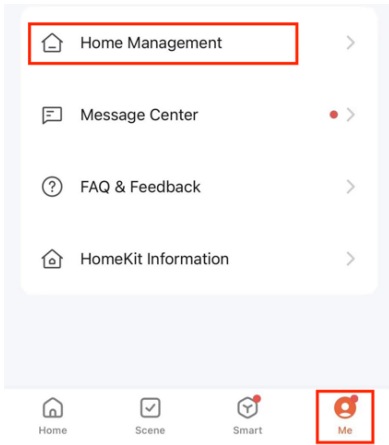 Home Management
Message Center
FAQ & Feedback
HomeKit Information
Home
Scene
Smart
Me